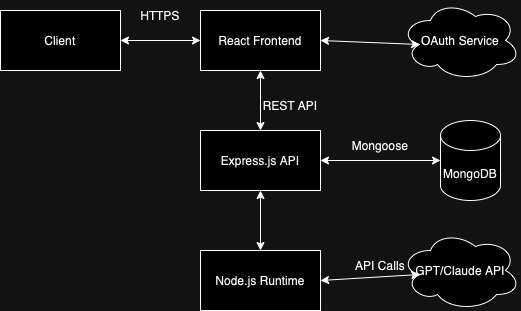 HTTPS
Client
React Frontend
OAuth Service
REST API
Express.js API
Mongoose
MongoDB
Node.js Runtime
API Calls
GPT/Claude API